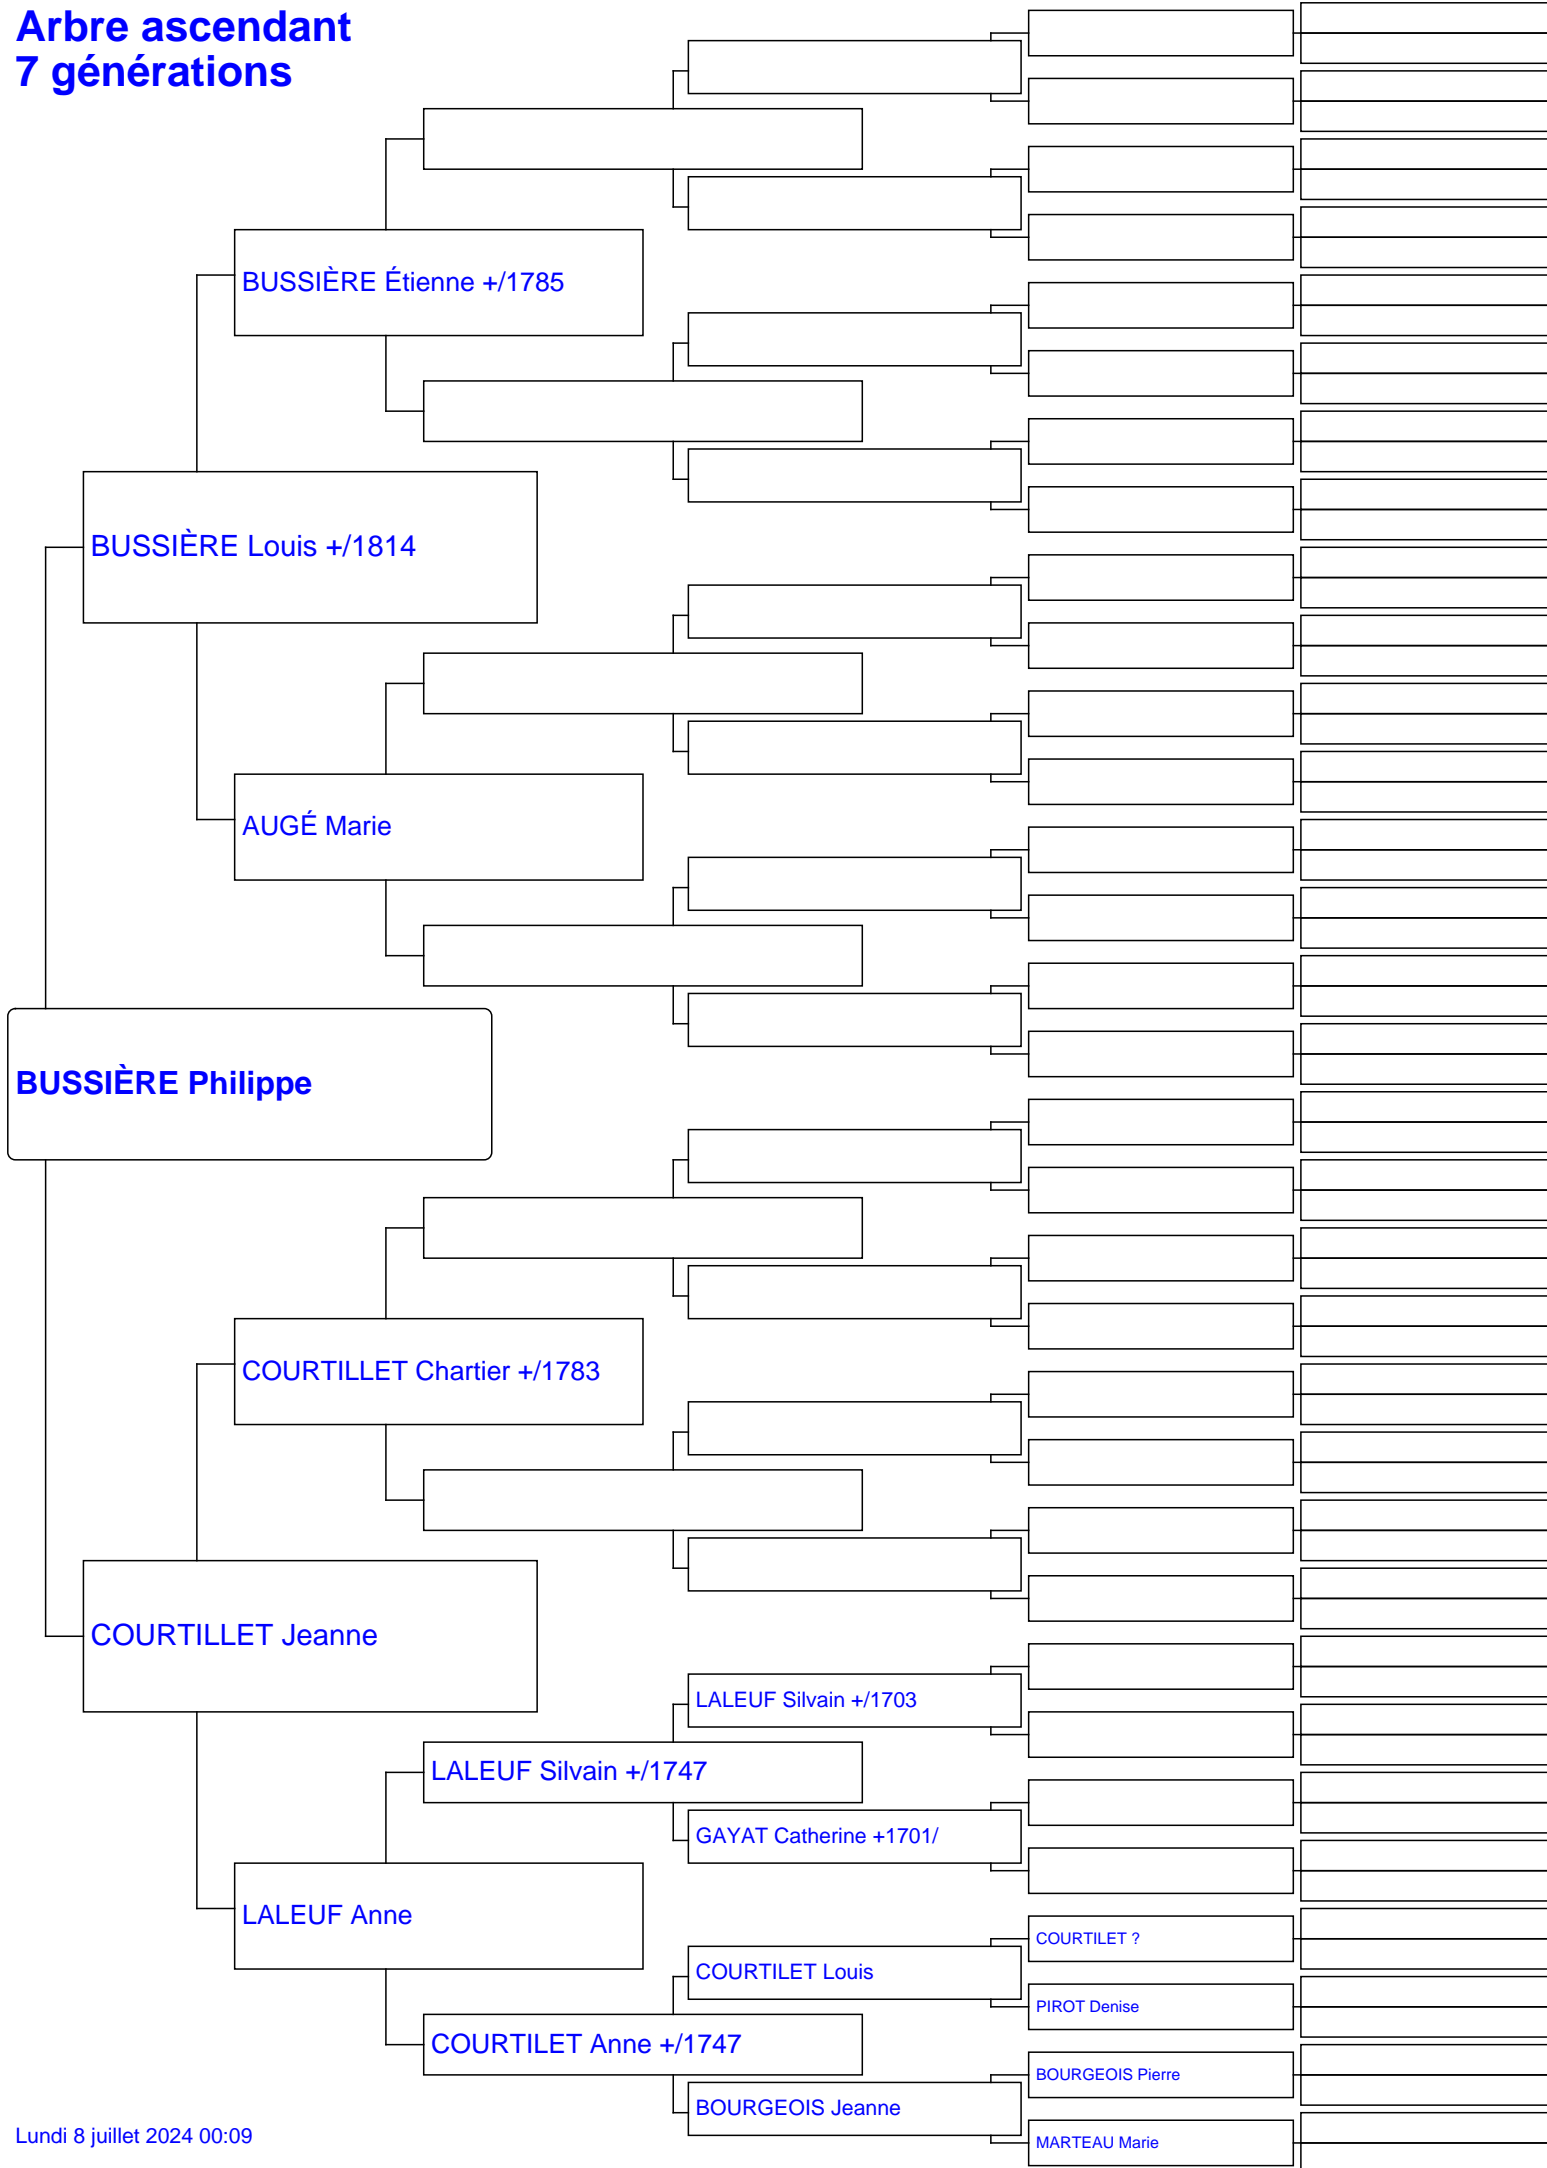 Arbre ascendant
7 générations
BUSSIÈRE Étienne +/1785
BUSSIÈRE Louis +/1814
AUGÉ Marie
BUSSIÈRE Philippe
COURTILLET Chartier +/1783
COURTILLET Jeanne
LALEUF Silvain +/1703
LALEUF Silvain +/1747
GAYAT Catherine +1701/
LALEUF Anne
COURTILET ?
COURTILET Louis
PIROT Denise
COURTILET Anne +/1747
BOURGEOIS Pierre
BOURGEOIS Jeanne
MARTEAU Marie
Lundi 8 juillet 2024 00:09